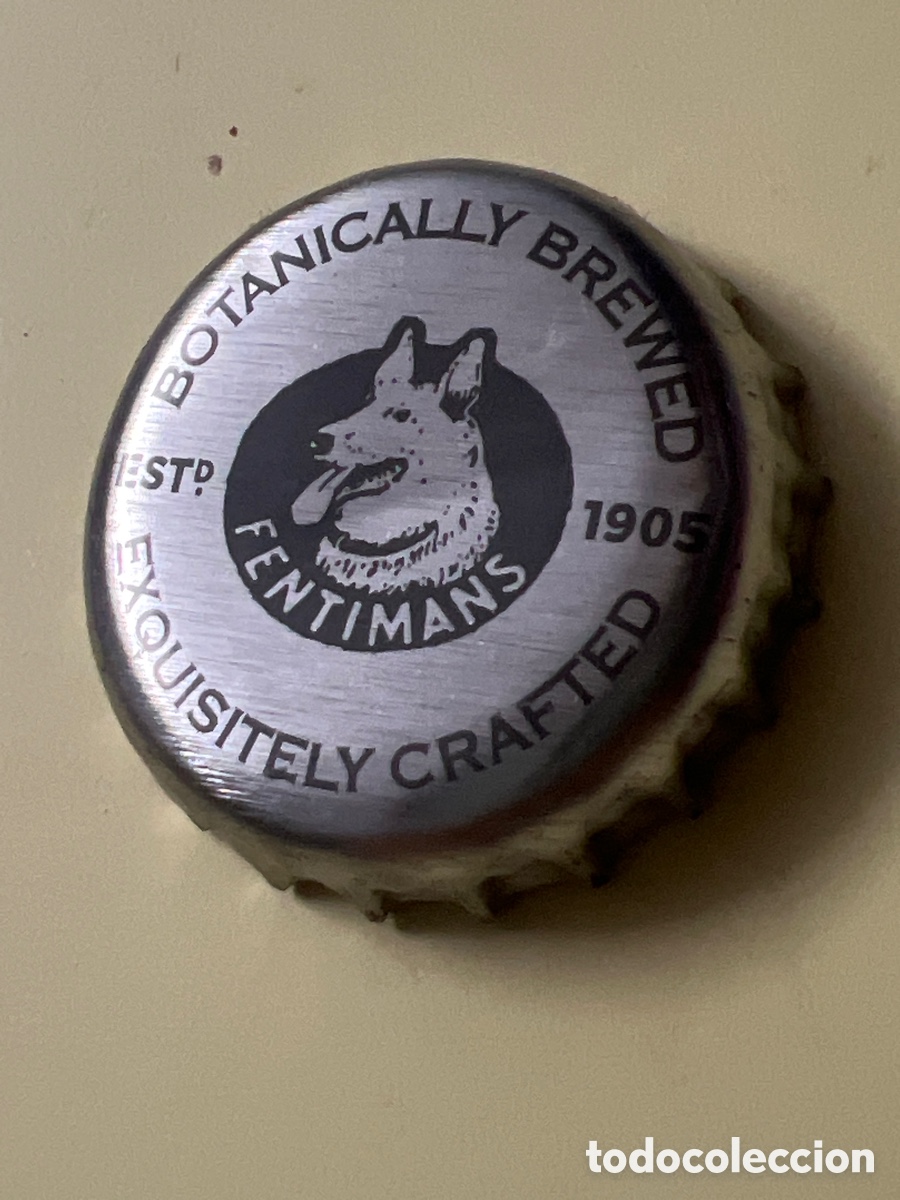 BOTANICALLY BREWED
ESTD. 1905
FENTIMANS
EXQUISITELY CRAFTED
todocoleccion